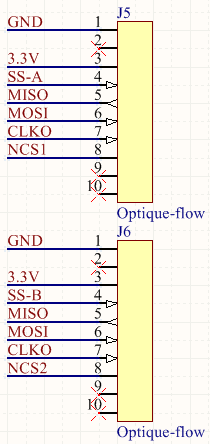 J5
GND 1
2
3.3V 3
SS-A 4
MISO 5
MOSI 6
CLKO 7
NCS1 8
9
10
Optique-flow
J6
GND 1
2
3.3V 3
SS-B 4
MISO 5
MOSI 6
CLKO 7
NCS2 8
9
10
Optique-flow